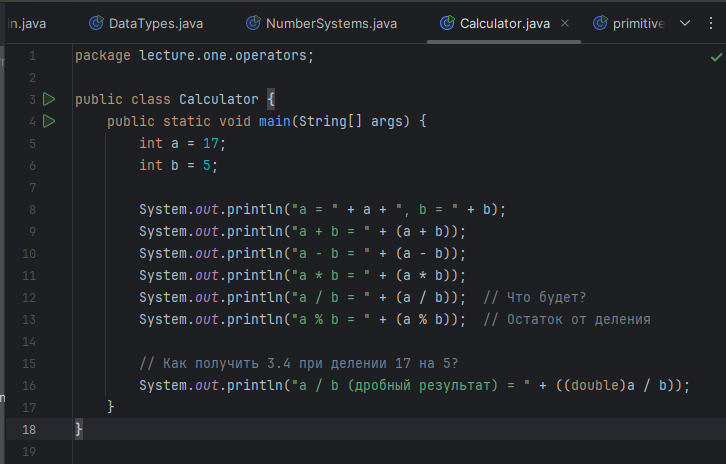 in.java DataTypes.java NumberSystems.java Calculator.java primitive
1 package lecture.one.operators;
2
3 public class Calculator {
4 public static void main(String[] args) {
5 int a = 17;
6 int b = 5;
7
8 System.out.println("a = " + a + ", b = " + b);
9 System.out.println("a + b = " + (a + b));
10 System.out.println("a - b = " + (a - b));
11 System.out.println("a * b = " + (a * b));
12 System.out.println("a / b = " + (a / b)); // Что будет?
13 System.out.println("a % b = " + (a % b)); // Остаток от деления
14
15 // Как получить 3.4 при делении 17 на 5?
16 System.out.println("a / b (дробный результат) = " + ((double)a / b));
17 }
18 }
19